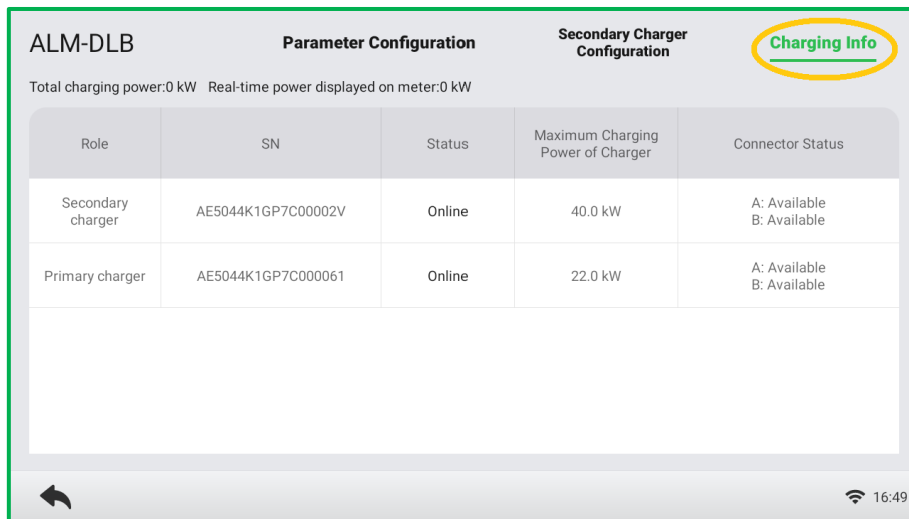 ALM-DLB
Parameter Configuration
Secondary Charger
Configuration
Charging Info
Total charging power:0 kW Real-time power displayed on meter:0 kW
Role
SN
Status
Maximum Charging
Power of Charger
Connector Status
Secondary
charger
AE5044K1GP7C00002V
Online
40.0 kW
A: Available
B: Available
Primary charger
AE5044K1GP7C000061
Online
22.0 kW
A: Available
B: Available
16:49